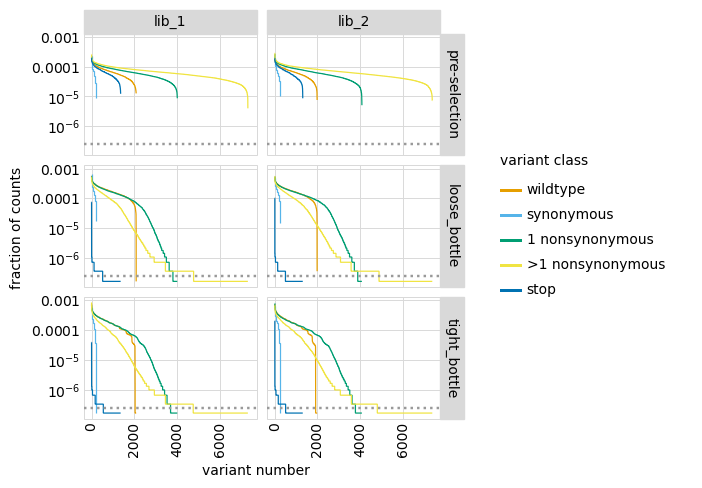 lib_1 lib_2
0.001
0.0001
10⁻⁵
10⁻⁶
pre-selection
0.001
0.0001
10⁻⁵
10⁻⁶
loose_bottle
0.001
0.0001
10⁻⁵
10⁻⁶
tight_bottle
0 2000 4000 6000 0 2000 4000 6000
variant number
fraction of counts
variant class
wildtype
synonymous
1 nonsynonymous
>1 nonsynonymous
stop